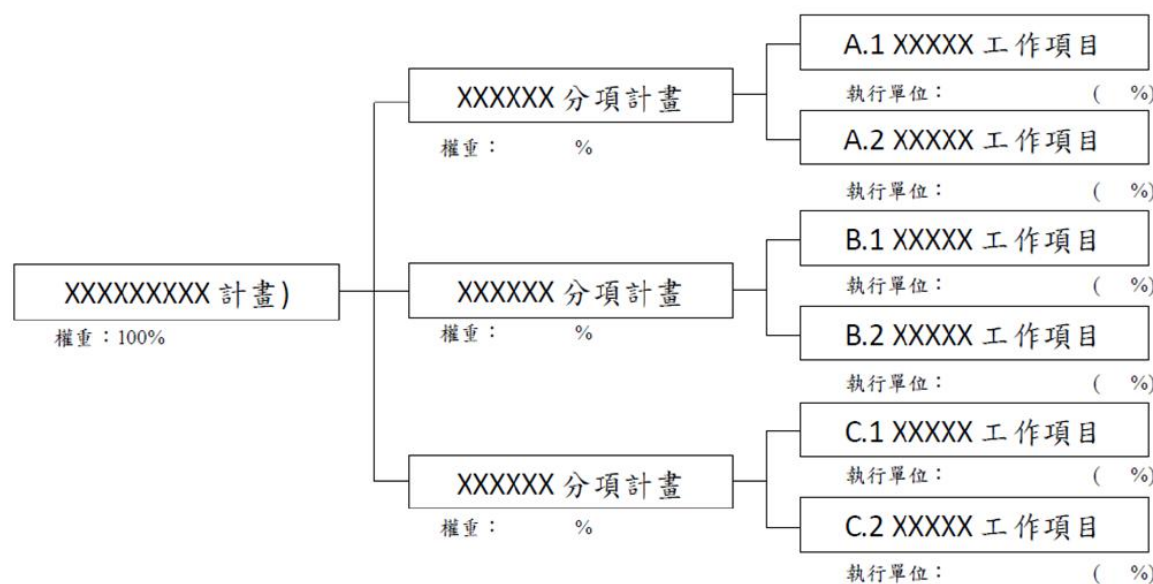 XXXXXXXXX 計畫)
權重：100%
XXXXXX 分項計畫
權重： %
A.1 XXXXX 工作項目
執行單位： ( %)
A.2 XXXXX 工作項目
執行單位： ( %)
XXXXXX 分項計畫
權重： %
B.1 XXXXX 工作項目
執行單位： ( %)
B.2 XXXXX 工作項目
執行單位： ( %)
XXXXXX 分項計畫
權重： %
C.1 XXXXX 工作項目
執行單位： ( %)
C.2 XXXXX 工作項目
執行單位： ( %)